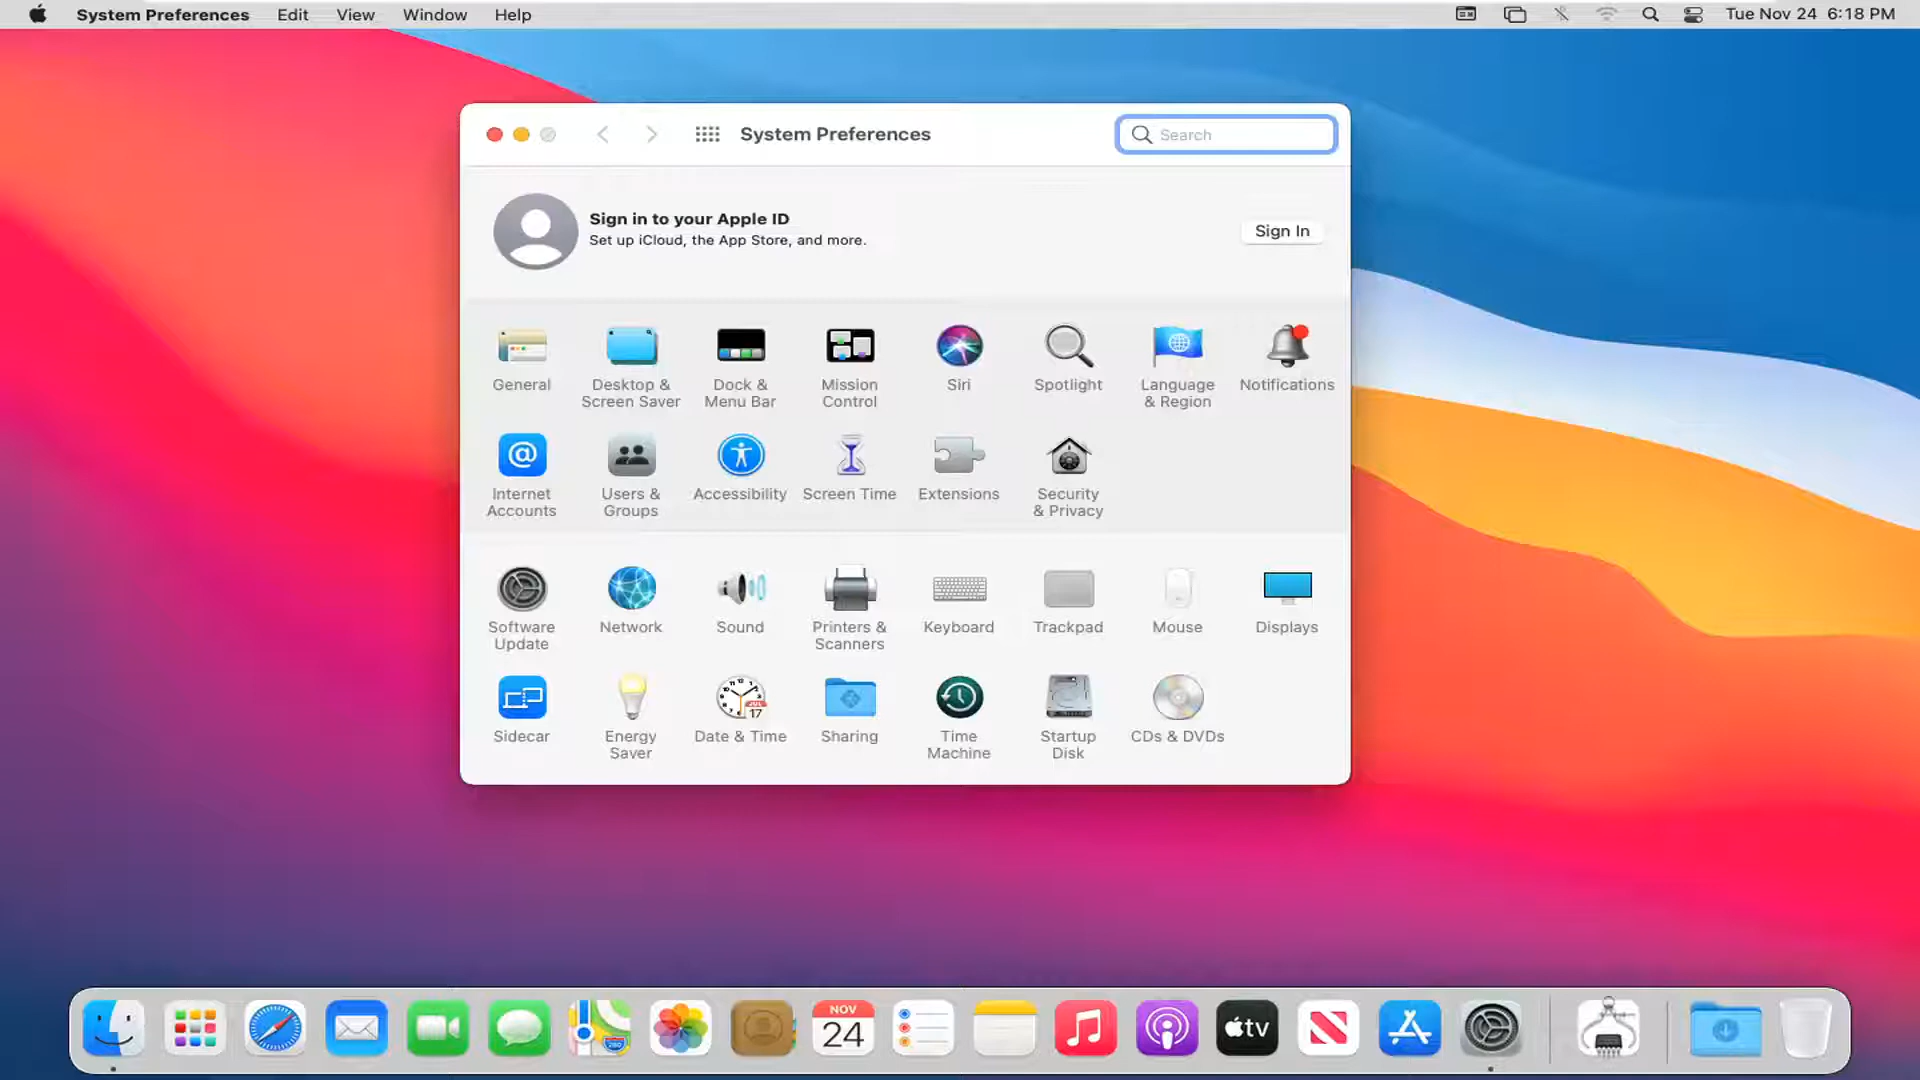 System Preferences Edit View Window Help Tue Nov 24 6:18 PM
System Preferences Search
Sign in to your Apple ID
Set up iCloud, the App Store, and more.
Sign In
General Desktop & Screen Saver Dock & Menu Bar Mission Control Siri Spotlight Language & Region Notifications
Internet Accounts Users & Groups Accessibility Screen Time Extensions Security & Privacy
Software Update Network Sound Printers & Scanners Keyboard Trackpad Mouse Displays
JUL
17
Sidecar Energy Saver Date & Time Sharing Time Machine Startup Disk CDs & DVDs
NOV
24
280
tv